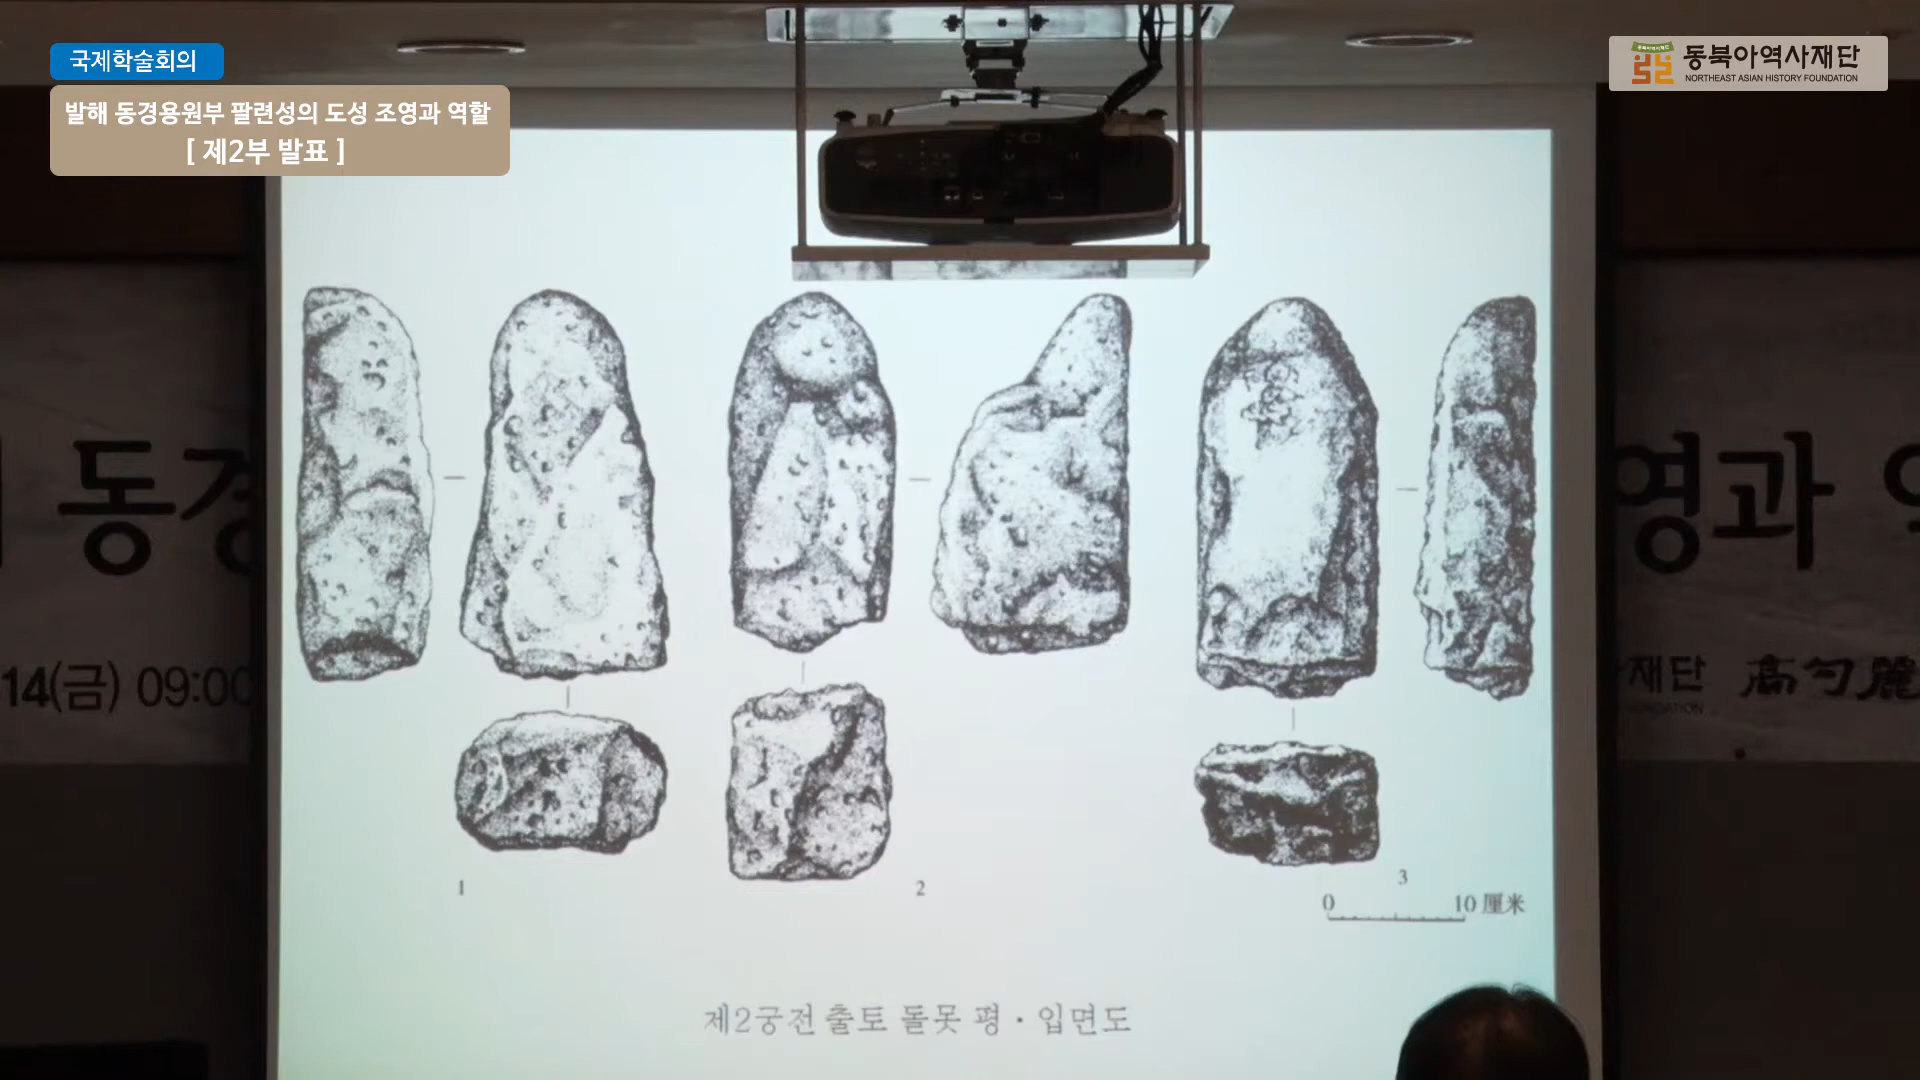 국제학술회의
발해 동경용원부 팔련성의 도성 조영과 역할
[ 제2부 발표 ]
동북아역사재단
NORTHEAST ASIAN HISTORY FOUNDATION
동경
영과
14(금) 09:00
재단 高句麗
1
2
3
0 10 厘米
제2궁전 출토 돌못 평・입면도